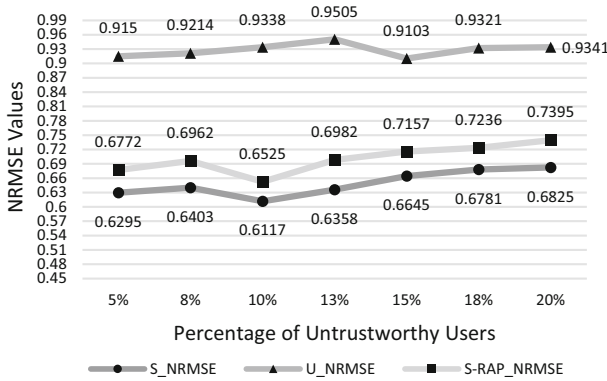 NRMSE Values
0.99
0.96
0.93
0.9
0.87
0.84
0.81
0.78
0.75
0.72
0.69
0.66
0.63
0.6
0.57
0.54
0.51
0.48
0.45
0.915 0.9214 0.9338 0.9505 0.9103 0.9321 0.9341
0.6772 0.6962 0.6525 0.6982 0.7157 0.7236 0.7395
0.6295 0.6403 0.6117 0.6358 0.6645 0.6781 0.6825
5% 8% 10% 13% 15% 18% 20%
Percentage of Untrustworthy Users
S_NRMSE U_NRMSE S-RAP_NRMSE